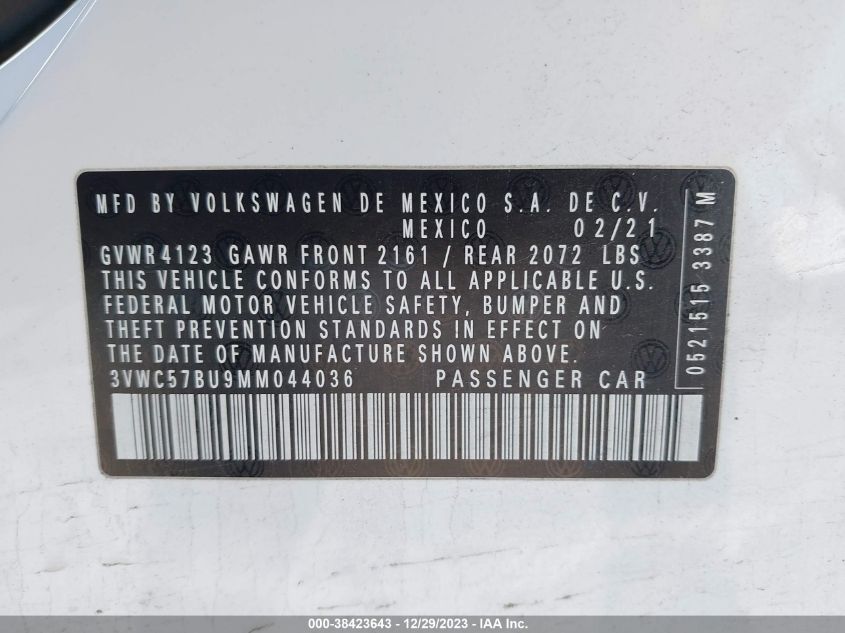 MFD BY VOLKSWAGEN DE MEXICO S.A. DE C.V.
MEXICO 02/21
GVWR 4123 GAWR FRONT 2161 / REAR 2072 LBS
THIS VEHICLE CONFORMS TO ALL APPLICABLE U.S.
FEDERAL MOTOR VEHICLE SAFETY, BUMPER AND
THEFT PREVENTION STANDARDS IN EFFECT ON
THE DATE OF MANUFACTURE SHOWN ABOVE.
3VWC57BU9MM044036 PASSENGER CAR
0521515 3387 M
000-38423643 - 12/29/2023 - IAA, Inc.